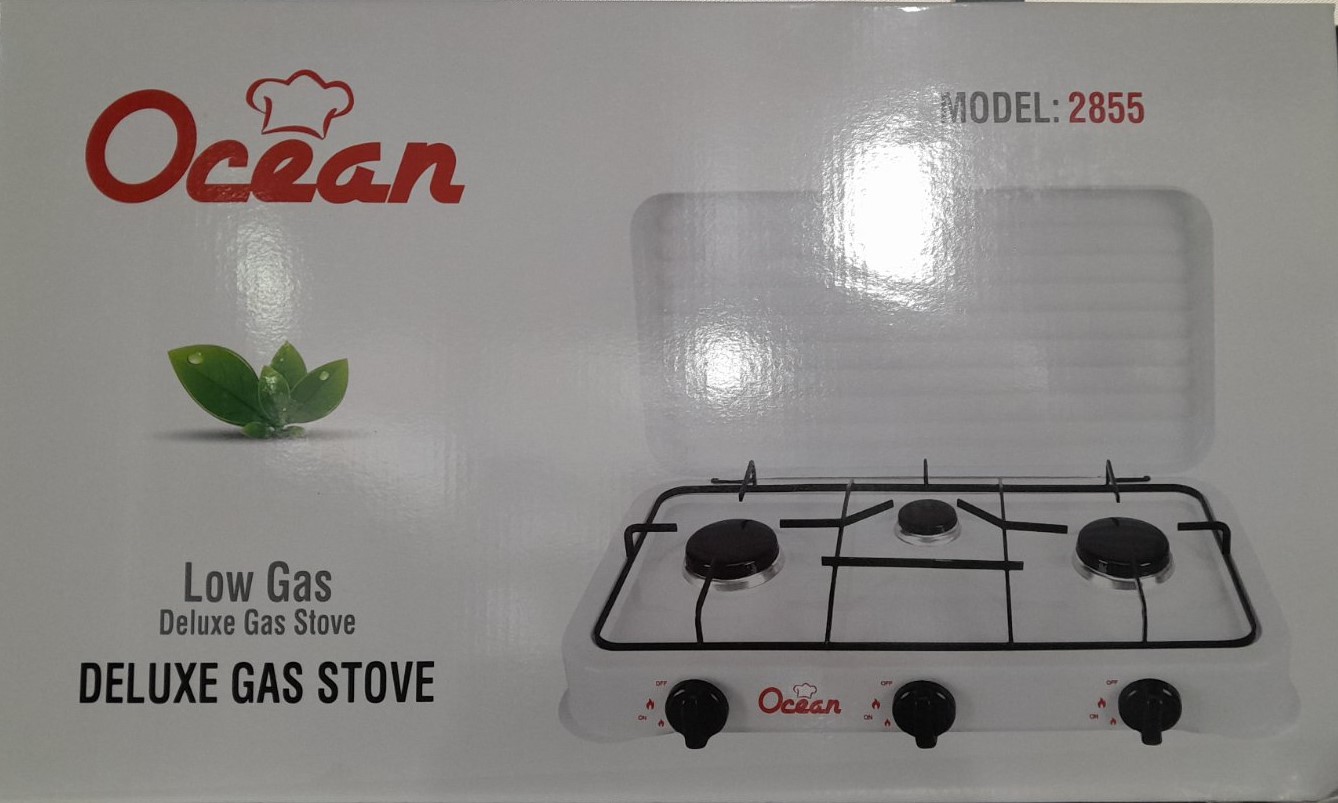 Ocean
MODEL: 2855
Low Gas
Deluxe Gas Stove
DELUXE GAS STOVE
OFF
ON
Ocean
OFF
ON
OFF
ON